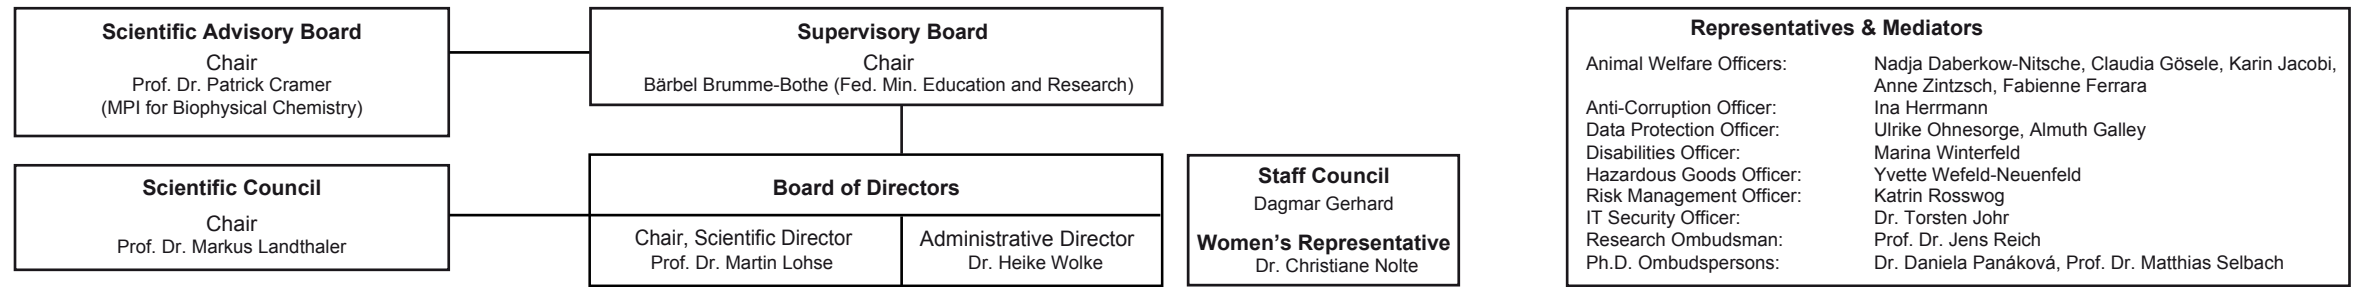 Scientific Advisory Board
Chair
Prof. Dr. Patrick Cramer
(MPI for Biophysical Chemistry)
Supervisory Board
Chair
Bärbel Brumme-Bothe (Fed. Min. Education and Research)
Scientific Council
Chair
Prof. Dr. Markus Landthaler
Board of Directors
Chair, Scientific Director
Prof. Dr. Martin Lohse
Administrative Director
Dr. Heike Wolke
Staff Council
Dagmar Gerhard
Women’s Representative
Dr. Christiane Nolte
Representatives & Mediators
Animal Welfare Officers: Nadja Daberkow-Nitsche, Claudia Gösele, Karin Jacobi,
Anne Zintzsch, Fabienne Ferrara
Anti-Corruption Officer: Ina Herrmann
Data Protection Officer: Ulrike Ohnesorge, Almuth Galley
Disabilities Officer: Marina Winterfeld
Hazardous Goods Officer: Yvette Wefeld-Neuenfeld
Risk Management Officer: Katrin Rosswog
IT Security Officer: Dr. Torsten Johr
Research Ombudsman: Prof. Dr. Jens Reich
Ph.D. Ombudspersons: Dr. Daniela Panáková, Prof. Dr. Matthias Selbach